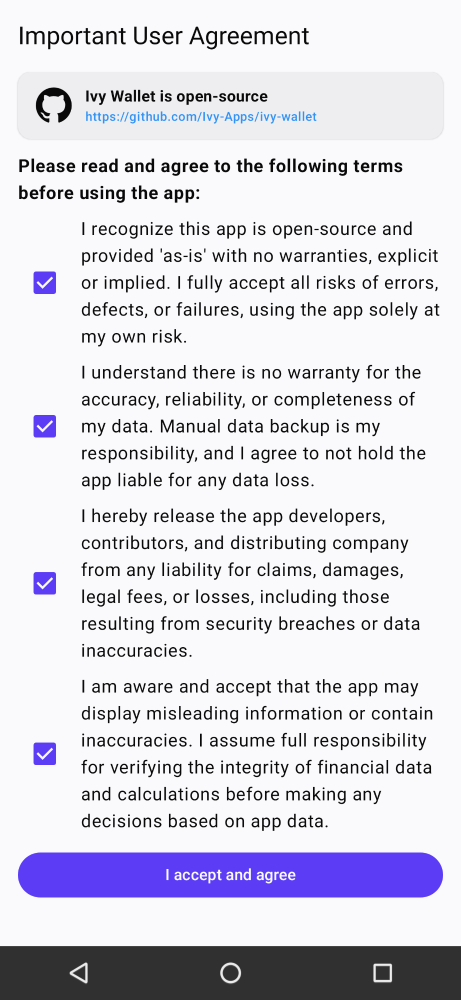 Important User Agreement
Ivy Wallet is open-source
https://github.com/Ivy-Apps/ivy-wallet
Please read and agree to the following terms
before using the app:
I recognize this app is open-source and
provided 'as-is' with no warranties, explicit
or implied. I fully accept all risks of errors,
defects, or failures, using the app solely at
my own risk.
I understand there is no warranty for the
accuracy, reliability, or completeness of
my data. Manual data backup is my
responsibility, and I agree to not hold the
app liable for any data loss.
I hereby release the app developers,
contributors, and distributing company
from any liability for claims, damages,
legal fees, or losses, including those
resulting from security breaches or data
inaccuracies.
I am aware and accept that the app may
display misleading information or contain
inaccuracies. I assume full responsibility
for verifying the integrity of financial data
and calculations before making any
decisions based on app data.
I accept and agree